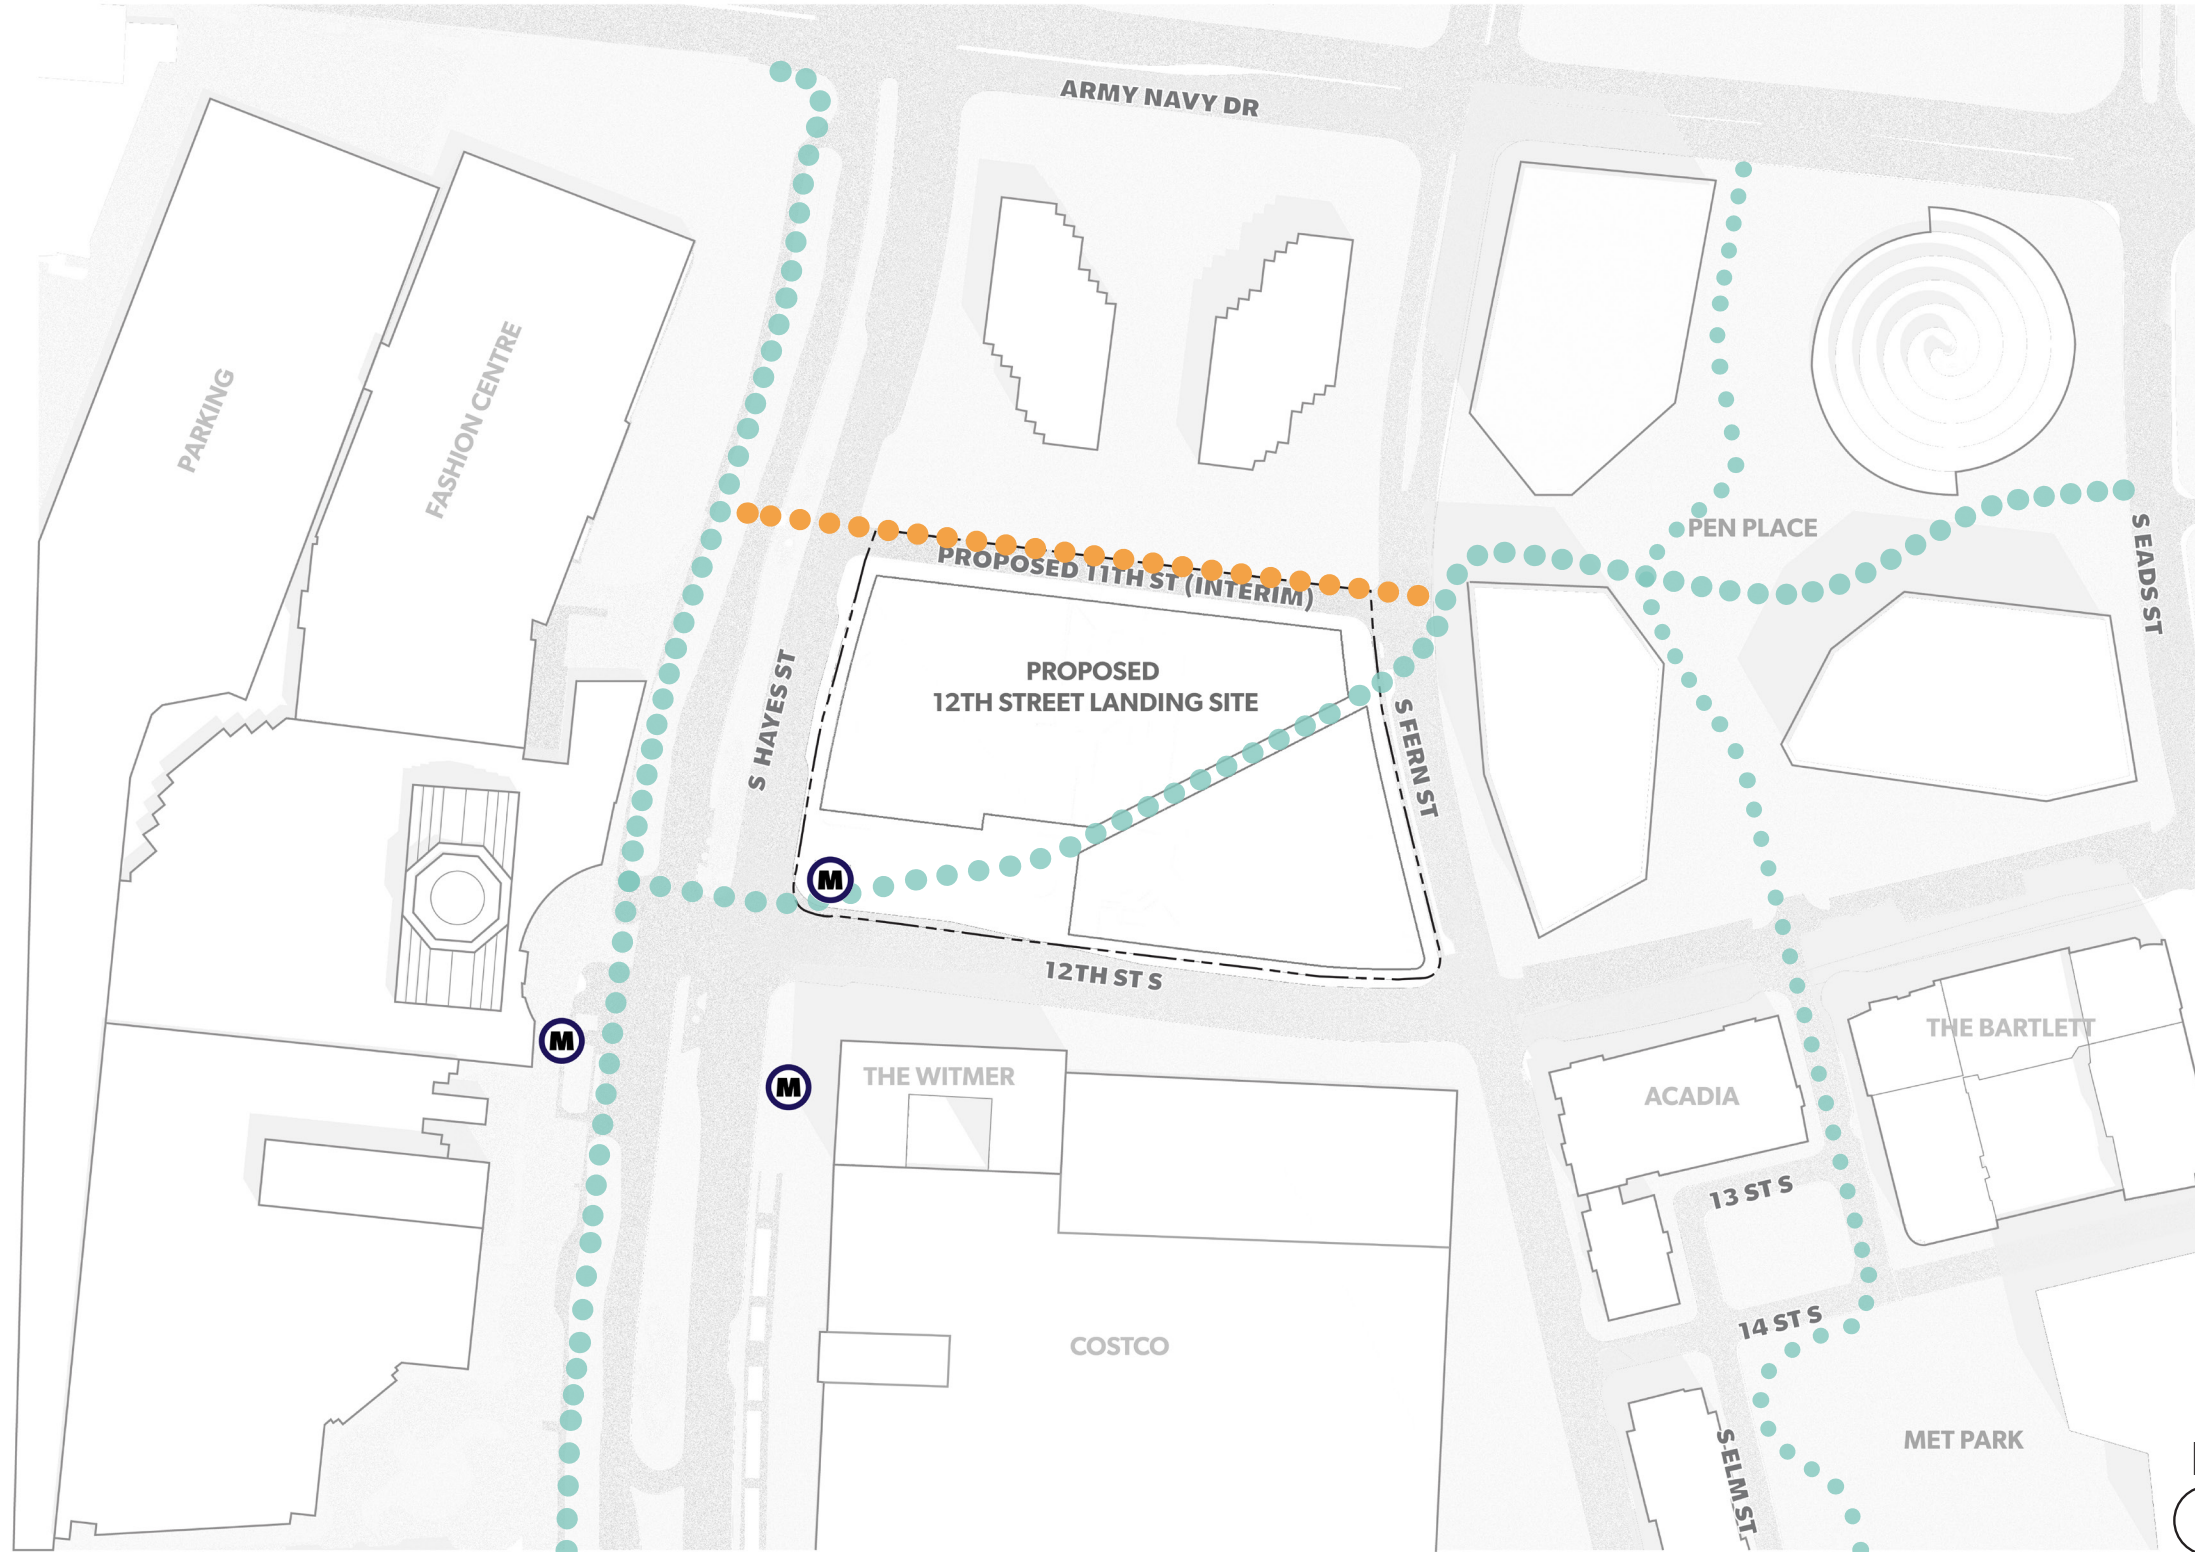 ARMY NAVY DR
PARKING
FASHION CENTRE
PEN PLACE
S EADS ST
PROPOSED 11TH ST (INTERIM)
PROPOSED
12TH STREET LANDING SITE
S HAYES ST
S FERN ST
M
12TH ST S
M
M
THE WITMER
THE BARTLETT
ACADIA
13 ST S
14 ST S
COSTCO
MET PARK
S ELM ST